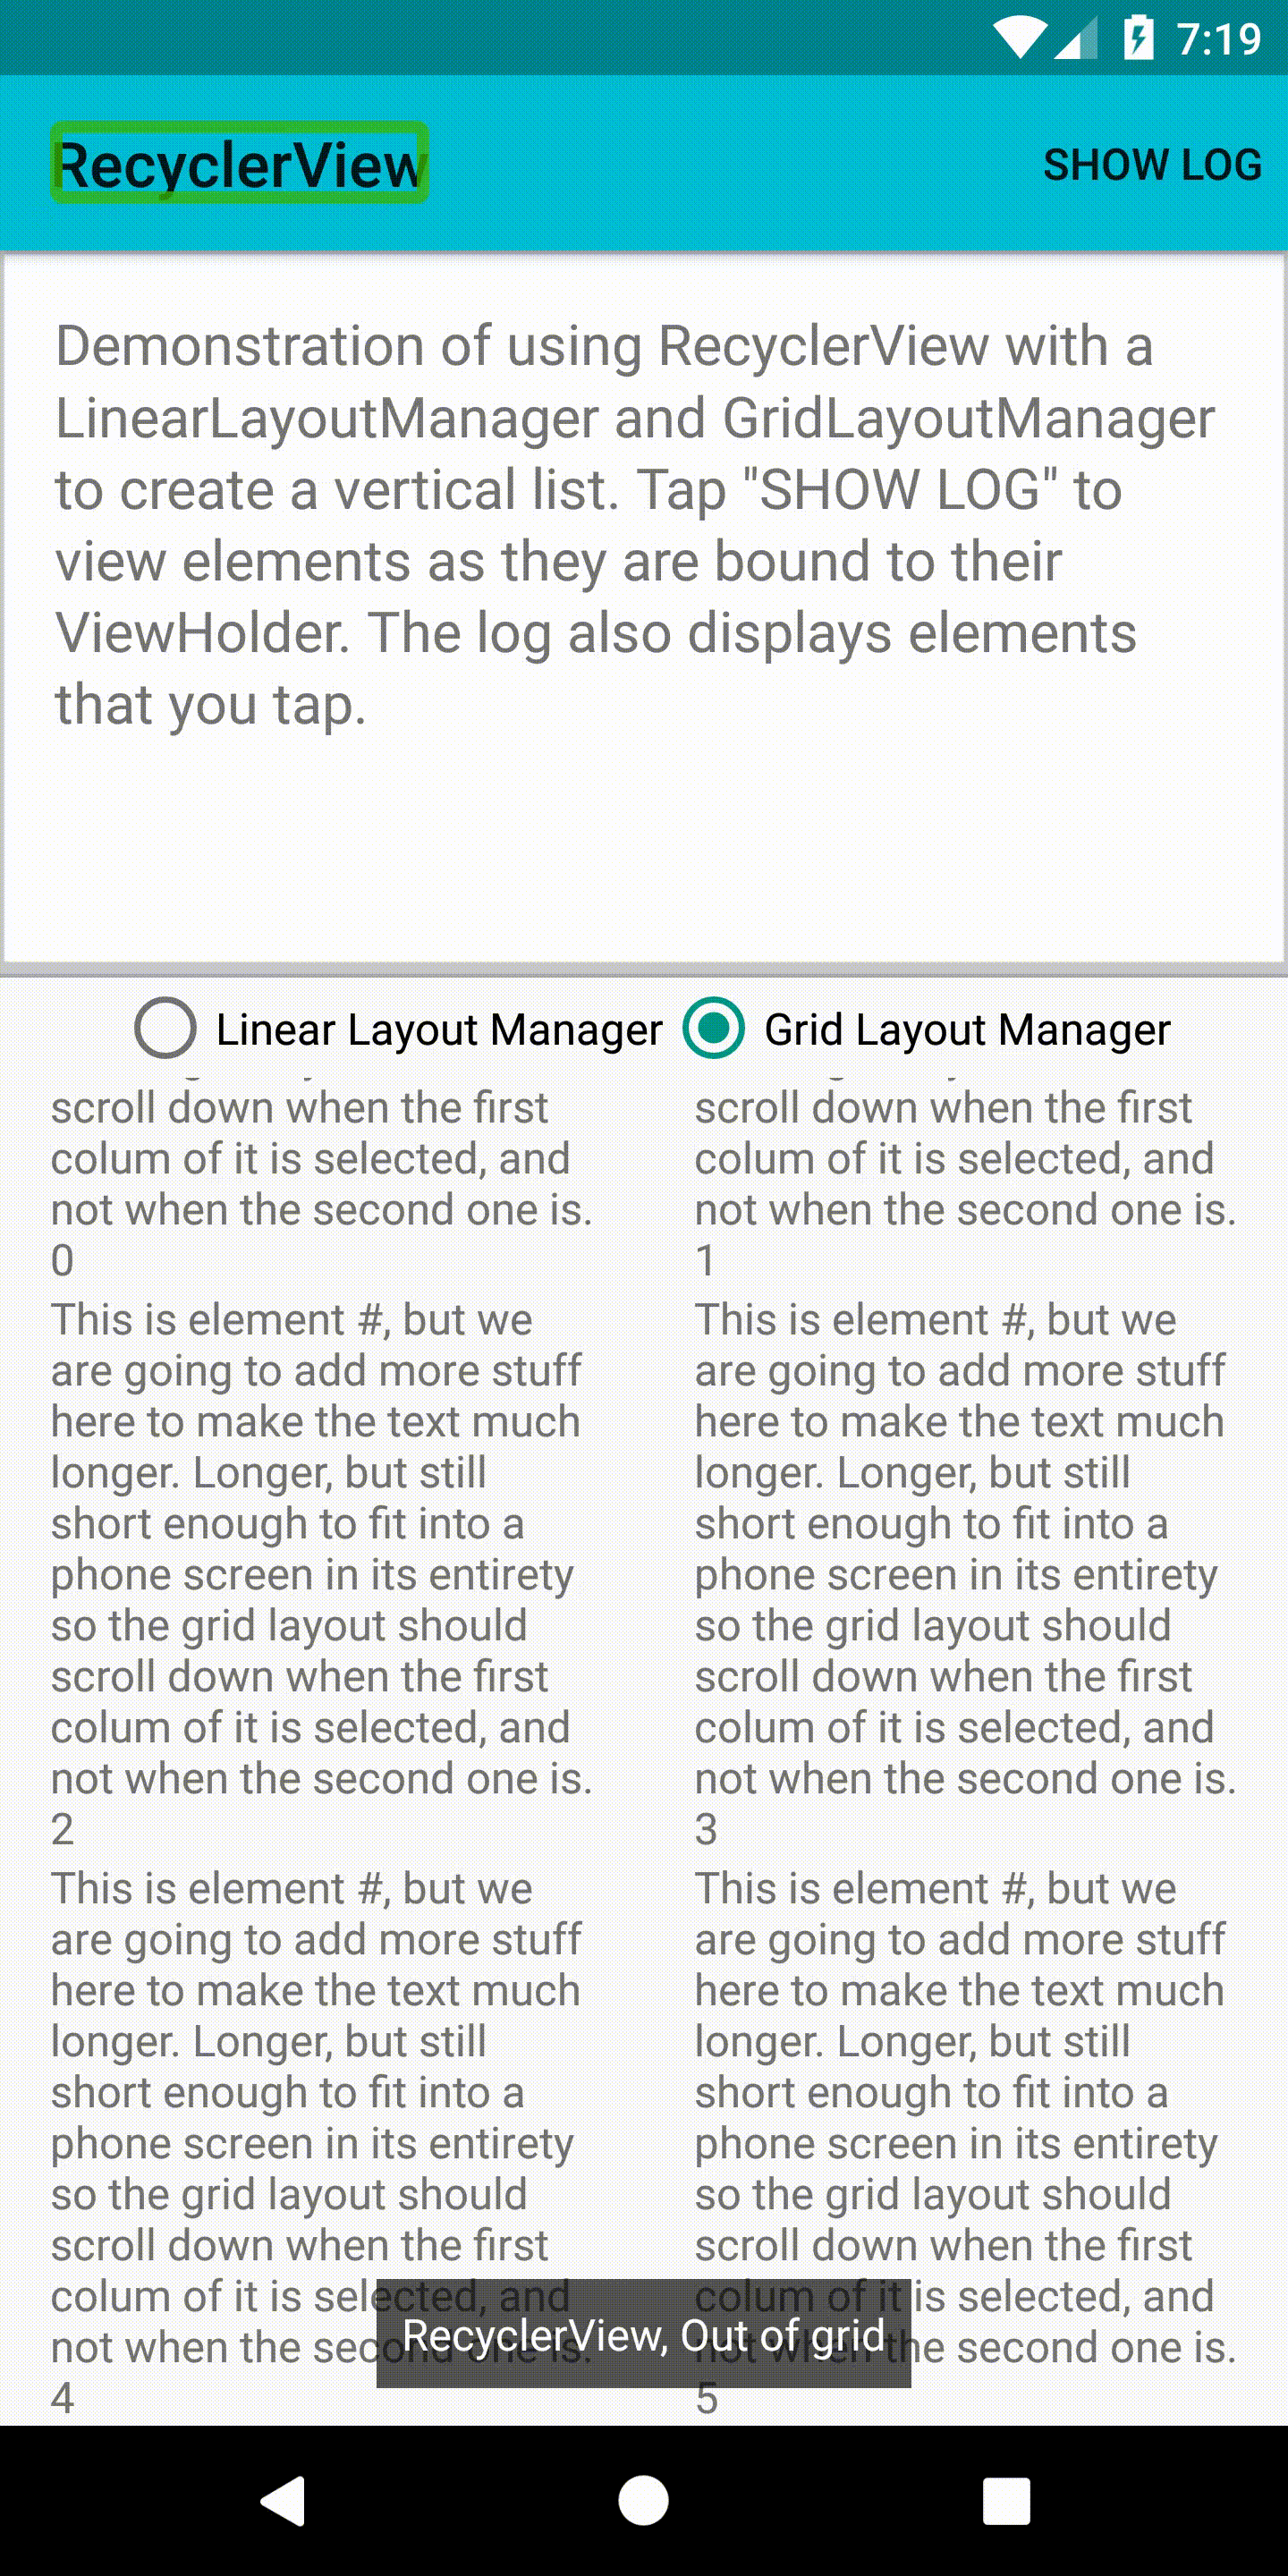 7:19
RecyclerView
SHOW LOG
Demonstration of using RecyclerView with a
LinearLayoutManager and GridLayoutManager
to create a vertical list. Tap "SHOW LOG" to
view elements as they are bound to their
ViewHolder. The log also displays elements
that you tap.
Linear Layout Manager
Grid Layout Manager
scroll down when the first
colum of it is selected, and
not when the second one is.
0
scroll down when the first
colum of it is selected, and
not when the second one is.
1
This is element #, but we
are going to add more stuff
here to make the text much
longer. Longer, but still
short enough to fit into a
phone screen in its entirety
so the grid layout should
scroll down when the first
colum of it is selected, and
not when the second one is.
2
This is element #, but we
are going to add more stuff
here to make the text much
longer. Longer, but still
short enough to fit into a
phone screen in its entirety
so the grid layout should
scroll down when the first
colum of it is selected, and
not when the second one is.
3
This is element #, but we
are going to add more stuff
here to make the text much
longer. Longer, but still
short enough to fit into a
phone screen in its entirety
so the grid layout should
scroll down when the first
colum of it is selected, and
not when the second one is.
4
This is element #, but we
are going to add more stuff
here to make the text much
longer. Longer, but still
short enough to fit into a
phone screen in its entirety
so the grid layout should
scroll down when the first
colum of it is selected, and
not when the second one is.
5
RecyclerView, Out of grid